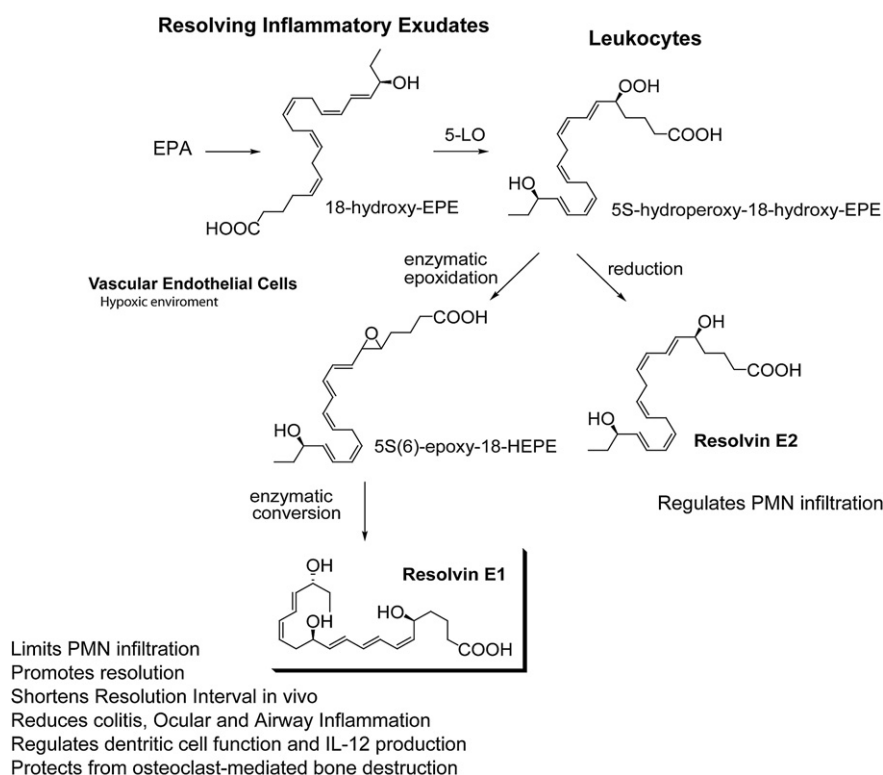 Resolving Inflammatory Exudates
Leukocytes
OH
OOH
EPA
5-LO
COOH
HO
HOOC
18-hydroxy-EPE
5S-hydroperoxy-18-hydroxy-EPE
enzymatic
epoxidation
reduction
Vascular Endothelial Cells
Hypoxic enviroment
O
COOH
OH
COOH
HO
HO
5S(6)-epoxy-18-HEPE
Resolvin E2
enzymatic
conversion
Regulates PMN infiltration
Resolvin E1
OH
OH
HO
COOH
Limits PMN infiltration
Promotes resolution
Shortens Resolution Interval in vivo
Reduces colitis, Ocular and Airway Inflammation
Regulates dentritic cell function and IL-12 production
Protects from osteoclast-mediated bone destruction